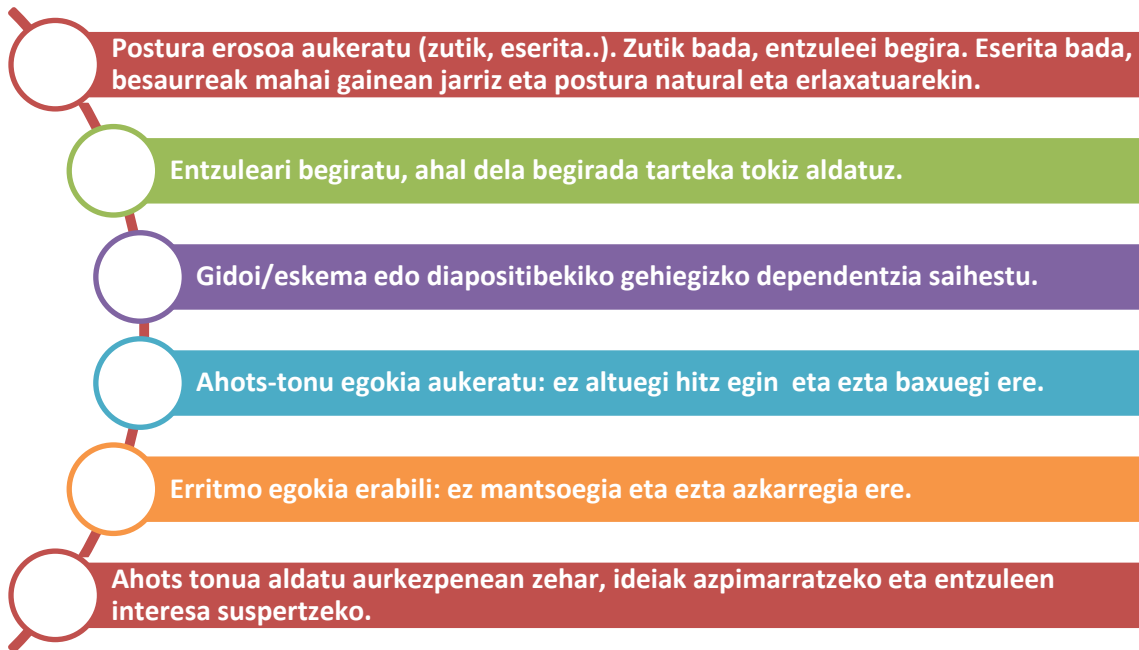 Postura erosoa aukeratu (zutik, eserita..). Zutik bada, entzuleei begira. Eserita bada,
besaurreak mahai gainean jarriz eta postura natural eta erlaxatuarekin.
Entzuleari begiratu, ahal dela begirada tarteka tokiz aldatuz.
Gidoi/eskema edo diapositibekiko gehiegizko dependentzia saihestu.
Ahots-tonu egokia aukeratu: ez altuegi hitz egin  eta ezta baxuegi ere.
Erritmo egokia erabili: ez mantsoegia eta ezta azkarregia ere.
Ahots tonua aldatu aurkezpenean zehar, ideiak azpimarratzeko eta entzuleen
interesa suspertzeko.